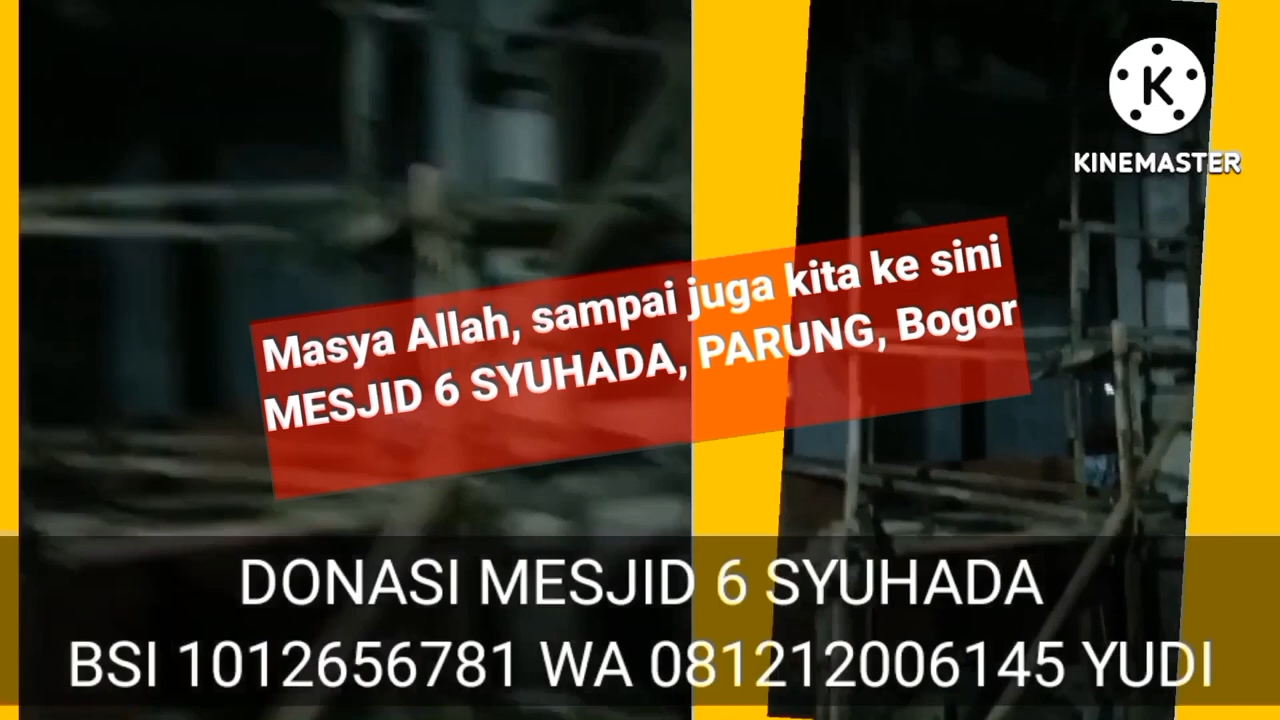 K
KINEMASTER
Masya Allah, sampai juga kita ke sini
MESJID 6 SYUHADA, PARUNG, Bogor
DONASI MESJID 6 SYUHADA
BSI 1012656781 WA 081212006145 YUDI